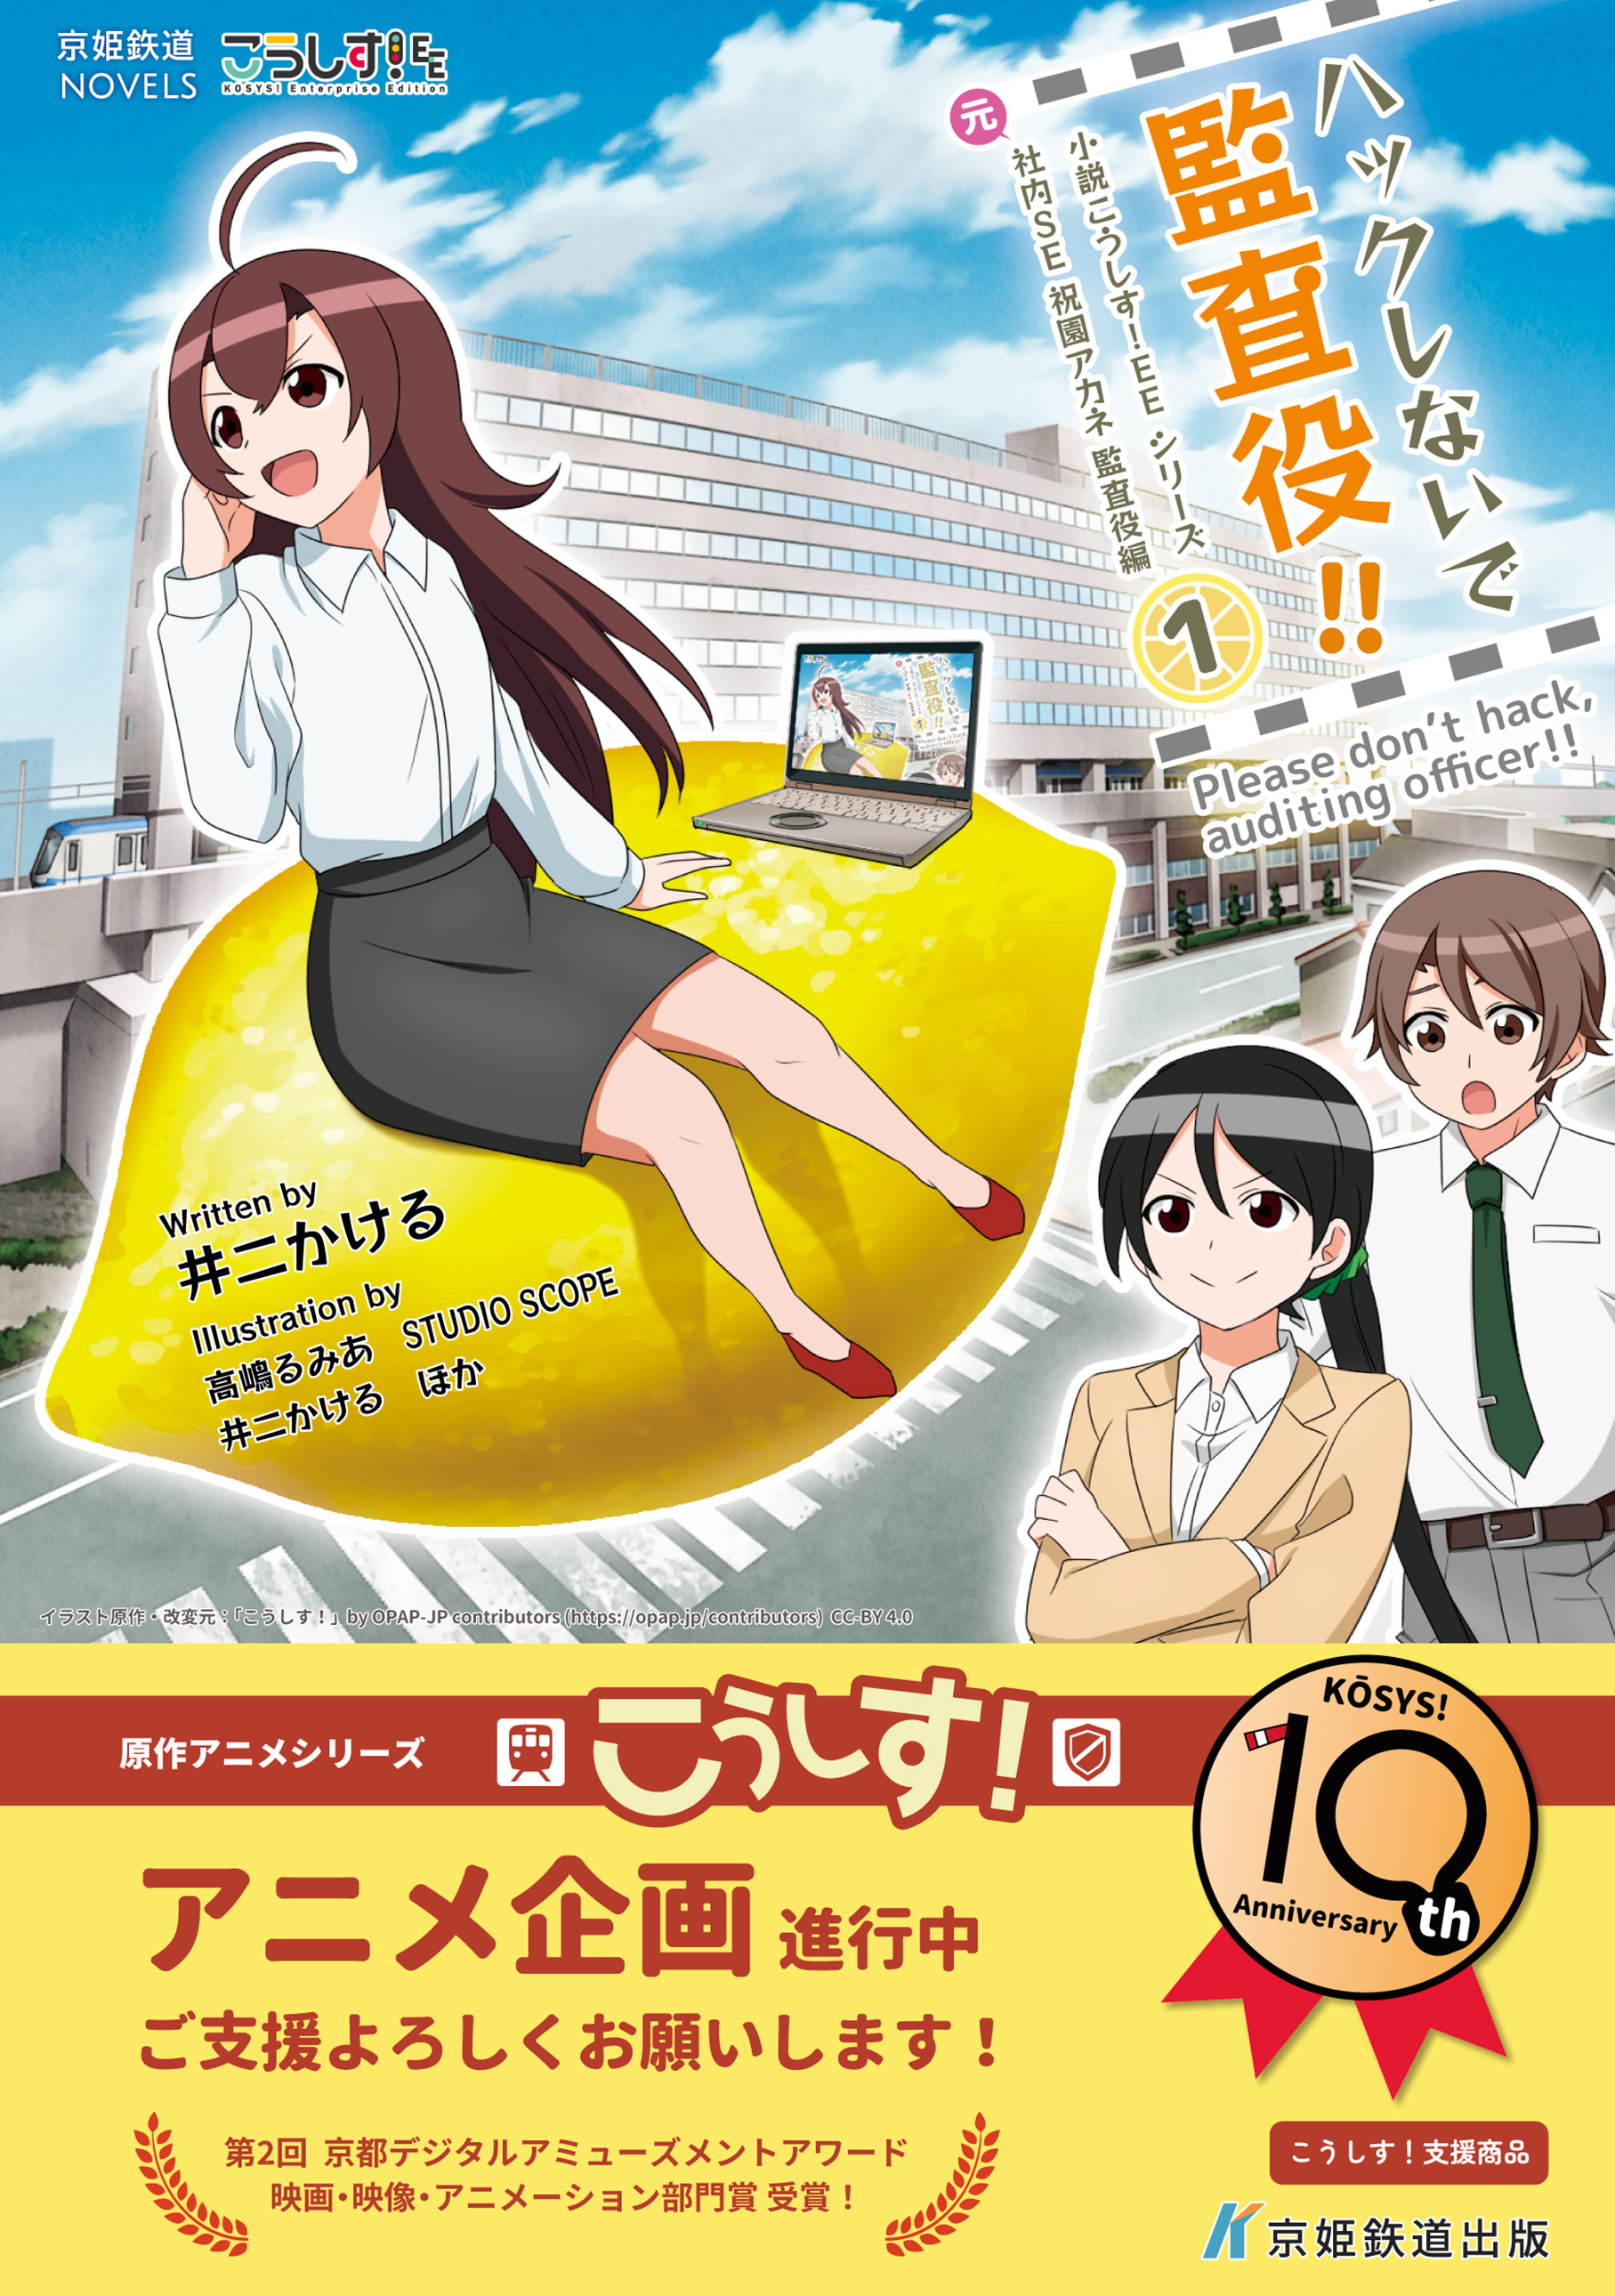 京姫鉄道
NOVELS
こうしす！EE
KOSYS! Enterprise Edition
ハックしないで
監査役!!
小説こうしす！EE シリーズ
元
社内SE 祝園アカネ 監査役編
1
Please don't hack,
auditing officer!!
Written by
井二かける
Illustration by
高嶋るみあ STUDIO SCOPE
井二かける ほか
イラスト原作・改変元：「こうしす！」by OPAP-JP contributors (https://opap.jp/contributors) CC-BY 4.0
原作アニメシリーズ
こうしす！
KŌSYS!
10th
Anniversary
アニメ企画 進行中
ご支援よろしくお願いします！
第2回 京都デジタルアミューズメントアワード
映画・映像・アニメーション部門賞 受賞！
こうしす！支援商品
京姫鉄道出版